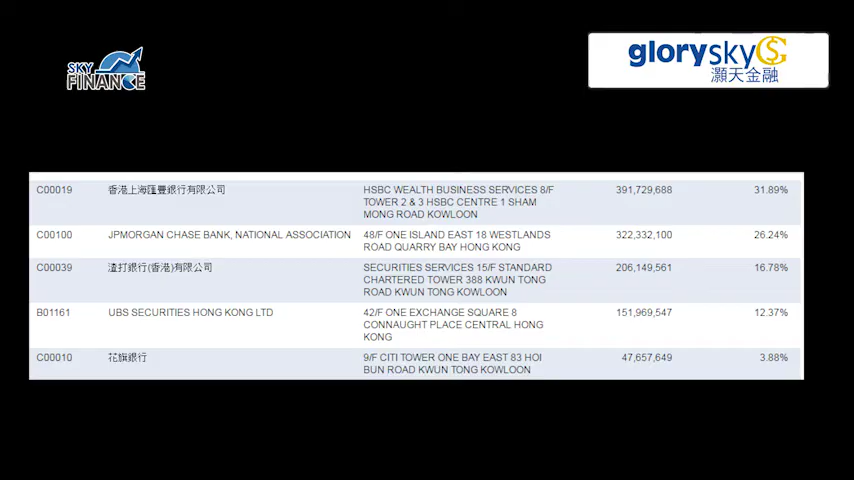 SKY
FINANCE
glorysky
灝天金融
C00019 香港上海匯豐銀行有限公司 HSBC WEALTH BUSINESS SERVICES 8/F 391,729,688 31.89%
TOWER 2 & 3 HSBC CENTRE 1 SHAM
MONG ROAD KOWLOON
C00100 JPMORGAN CHASE BANK, NATIONAL ASSOCIATION 48/F ONE ISLAND EAST 18 WESTLANDS 322,332,100 26.24%
ROAD QUARRY BAY HONG KONG
C00039 渣打銀行(香港)有限公司 SECURITIES SERVICES 15/F STANDARD 206,149,561 16.78%
CHARTERED TOWER 388 KWUN TONG
ROAD KWUN TONG KOWLOON
B01161 UBS SECURITIES HONG KONG LTD 42/F ONE EXCHANGE SQUARE 8 151,969,547 12.37%
CONNAUGHT PLACE CENTRAL HONG
KONG
C00010 花旗銀行 9/F CITI TOWER ONE BAY EAST 83 HOI 47,657,649 3.88%
BUN ROAD KWUN TONG KOWLOON